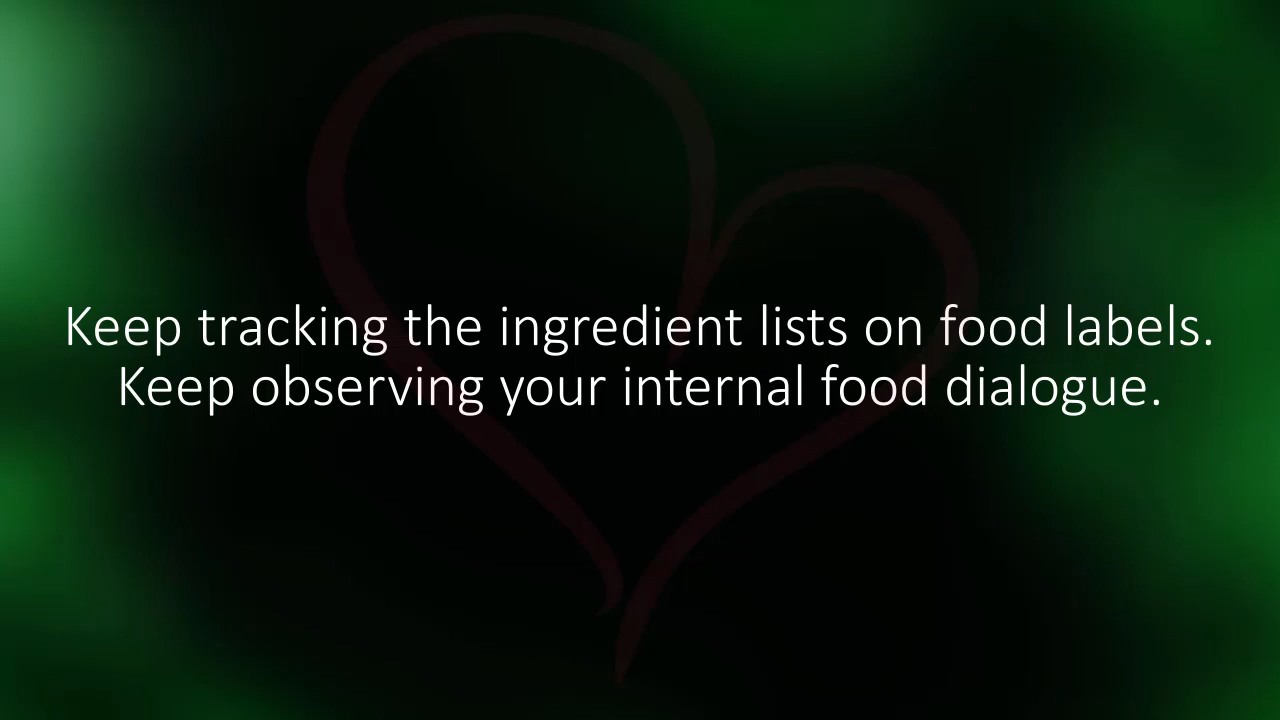 Keep tracking the ingredient lists on food labels.
Keep observing your internal food dialogue.